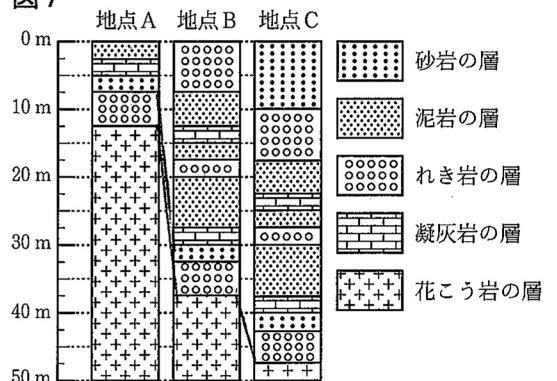 図7
地点A 地点B 地点C
0 m
10 m
20 m
30 m
40 m
50 m
砂岩の層
泥岩の層
れき岩の層
凝灰岩の層
花こう岩の層